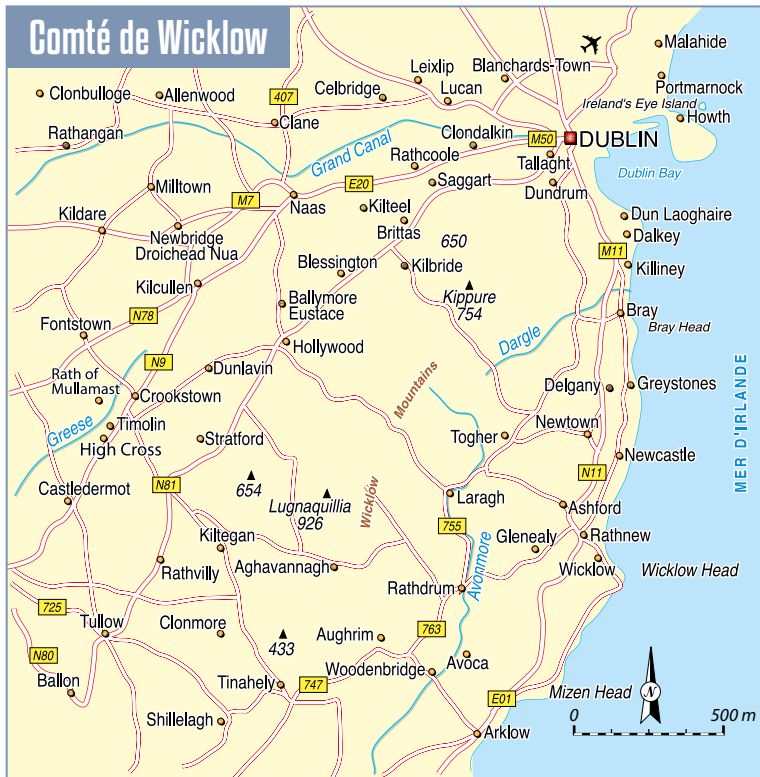 Comté de Wicklow
Malahide
Leixlip
Blanchards-Town
Portmarnock
Clonbulloge
Allenwood
407
Celbridge
Lucan
Ireland's Eye Island
Howth
Clane
Rathangan
Grand Canal
Clondalkin
M50
DUBLIN
Rathcoole
Tallaght
Dublin Bay
Milltown
M7
E20
Saggart
Dundrum
Naas
Kilteel
Kildare
Newbridge
Droichead Nua
Brittas
Dun Laoghaire
Dalkey
650
M11
Blessington
Kilbride
Killiney
Kilcullen
Kippure
754
Ballymore
Eustace
N78
Dargle
Bray
Bray Head
Fontstown
Hollywood
N9
Dunlavin
Rath of
Mullamast
Crookstown
Mountains
Delgany
Greystones
MER D'IRLANDE
Greese
Timolin
High Cross
Stratford
Togher
Newtown
Newcastle
N11
N81
654
Lugnaquillia
926
Wicklow
Castledermot
Laragh
Ashford
755
Kiltegan
Glenealy
Rathnew
Rathvilly
Aghavannagh
Wicklow
Wicklow Head
Avonmore
Rathdrum
725
Tullow
Clonmore
433
Aughrim
763
N80
Woodenbridge
Avoca
Ballon
Tinahely
747
E01
Mizen Head
N
Shillelagh
0
500 m
Arklow